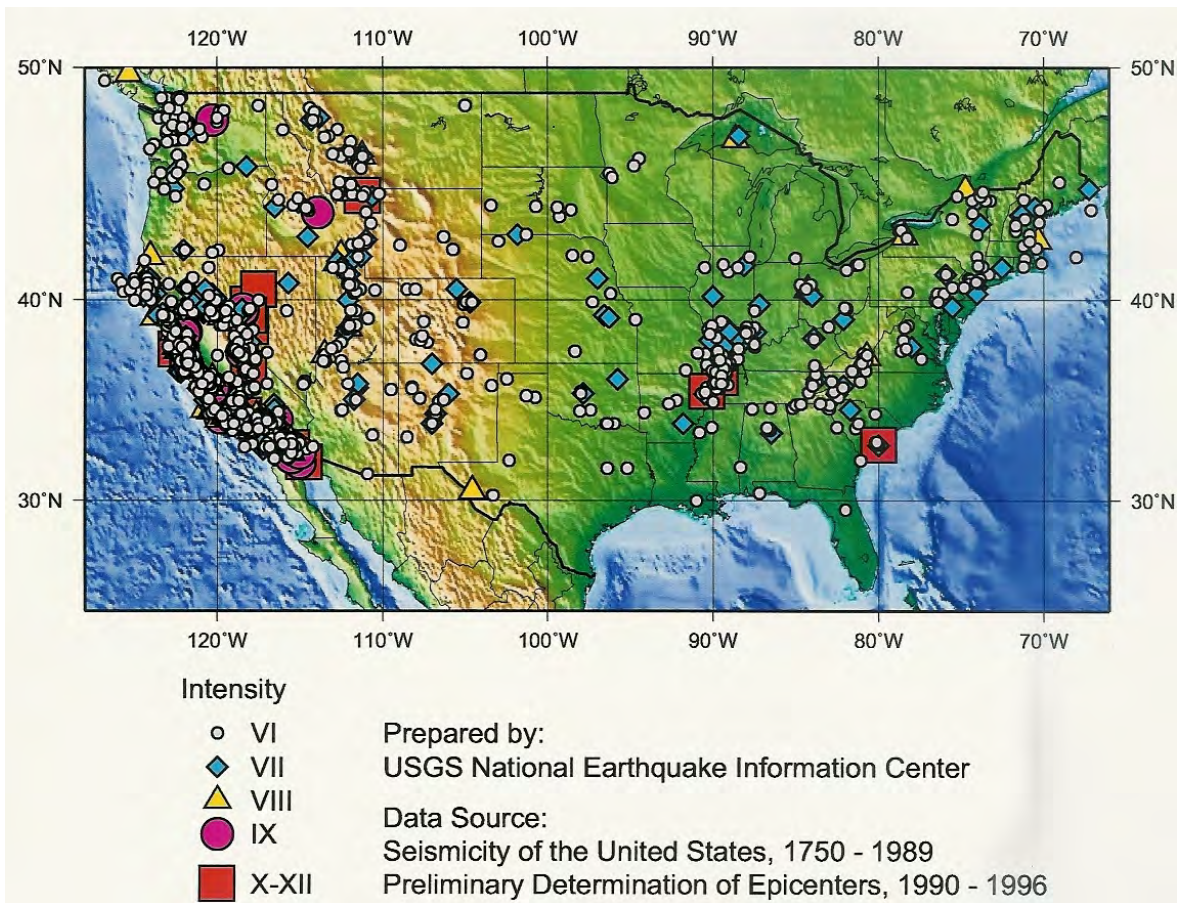 120°W 110°W 100°W 90°W 80°W 70°W
50°N 50°N
40°N 40°N
30°N 30°N
120°W 110°W 100°W 90°W 80°W 70°W
Intensity
VI
VII
VIII
IX
X-XII
Prepared by:
USGS National Earthquake Information Center
Data Source:
Seismicity of the United States, 1750 - 1989
Preliminary Determination of Epicenters, 1990 - 1996